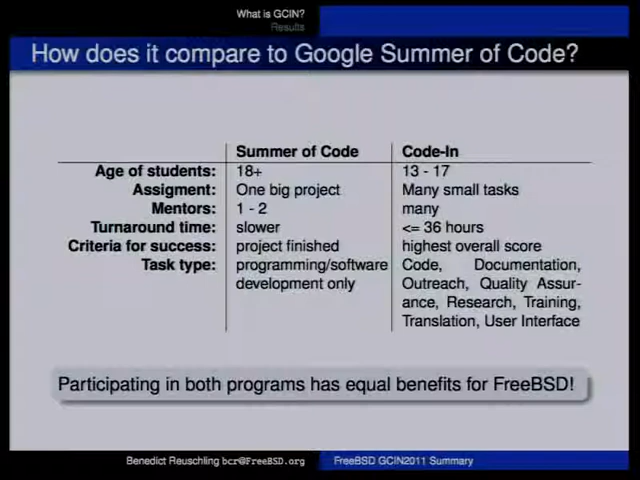 What is GCIN?
Results
How does it compare to Google Summer of Code?
Summer of Code Code-In
Age of students: 18+ 13 - 17
Assigment: One big project Many small tasks
Mentors: 1 - 2 many
Turnaround time: slower <= 36 hours
Criteria for success: project finished highest overall score
Task type: programming/software Code, Documentation,
development only Outreach, Quality Assur-
ance, Research, Training,
Translation, User Interface
Participating in both programs has equal benefits for FreeBSD!
Benedict Reuschling bcr@FreeBSD.org FreeBSD GCIN2011 Summary